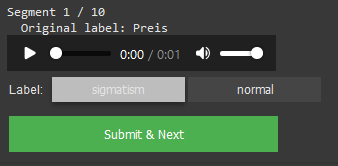 Segment 1 / 10
Original label: Preis
0:00 / 0:01
Label: sigmatism normal
Submit & Next